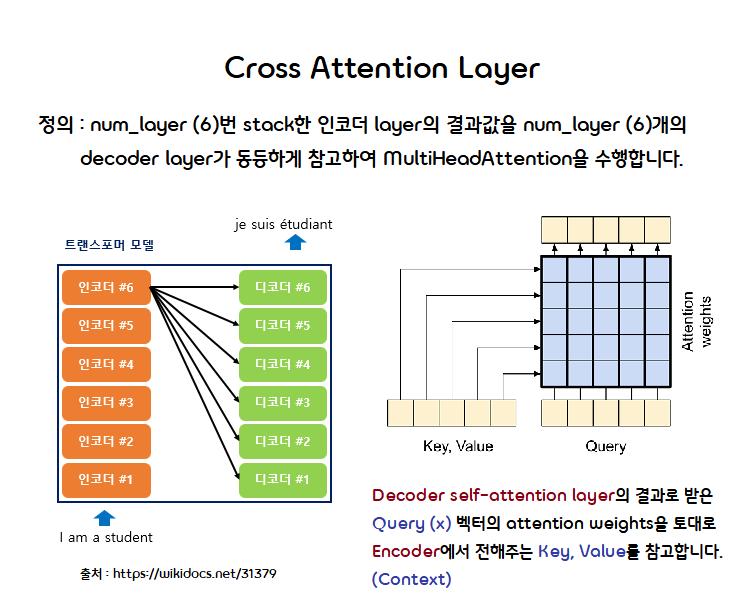 Cross Attention Layer
정의 : num_layer (6)번 stack한 인코더 layer의 결과값을 num_layer (6)개의
decoder layer가 동등하게 참고하여 MultiHeadAttention을 수행합니다.
je suis étudiant
트랜스포머 모델
인코더 #6
디코더 #6
인코더 #5
디코더 #5
인코더 #4
디코더 #4
인코더 #3
디코더 #3
인코더 #2
디코더 #2
인코더 #1
디코더 #1
I am a student
출처 : https://wikidocs.net/31379
Attention
weights
Key, Value
Query
Decoder self-attention layer의 결과로 받은
Query (x) 벡터의 attention weights을 토대로
Encoder에서 전해주는 Key, Value를 참고합니다.
(Context)